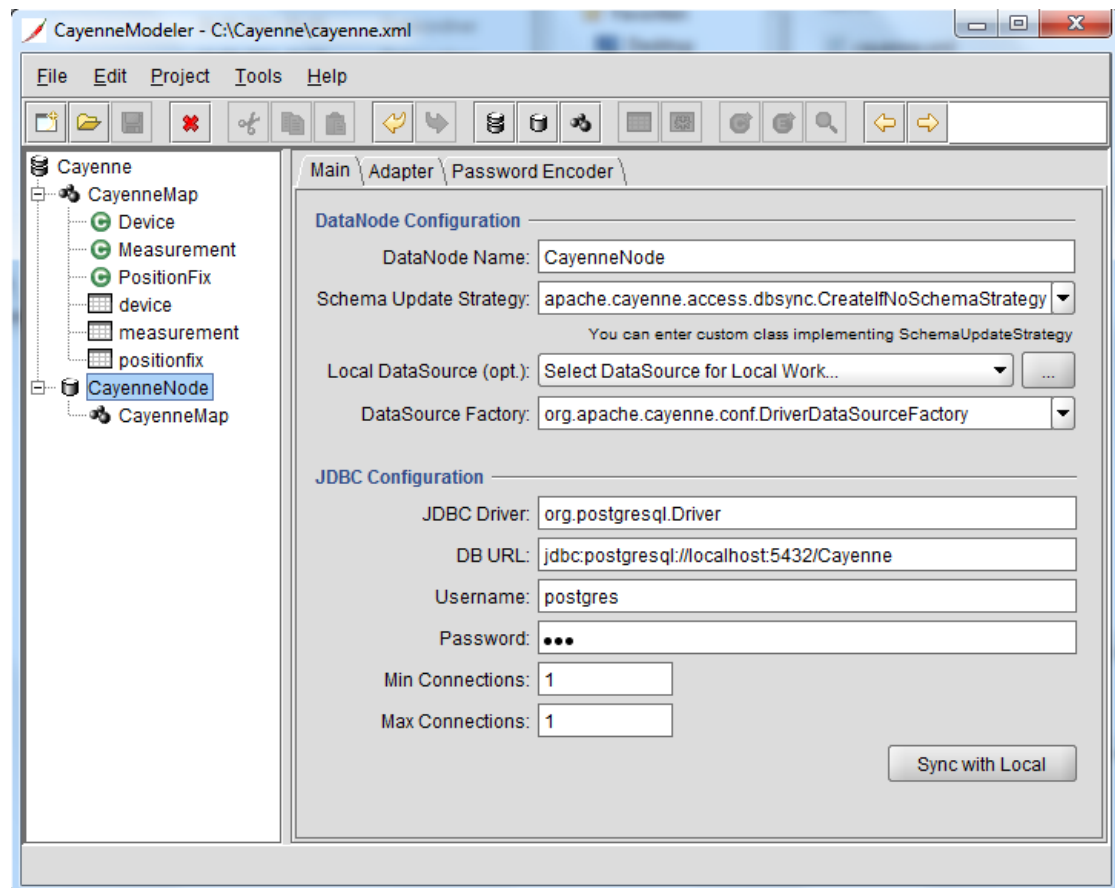 CayenneModeler - C:\Cayenne\cayenne.xml
File Edit Project Tools Help
Cayenne
CayenneMap
Device
Measurement
PositionFix
device
measurement
positionfix
CayenneNode
CayenneMap
Main Adapter Password Encoder
DataNode Configuration
DataNode Name: CayenneNode
Schema Update Strategy: apache.cayenne.access.dbsync.CreateIfNoSchemaStrategy
You can enter custom class implementing SchemaUpdateStrategy
Local DataSource (opt.): Select DataSource for Local Work... ...
DataSource Factory: org.apache.cayenne.conf.DriverDataSourceFactory
JDBC Configuration
JDBC Driver: org.postgresql.Driver
DB URL: jdbc:postgresql://localhost:5432/Cayenne
Username: postgres
Password: •••
Min Connections: 1
Max Connections: 1
Sync with Local